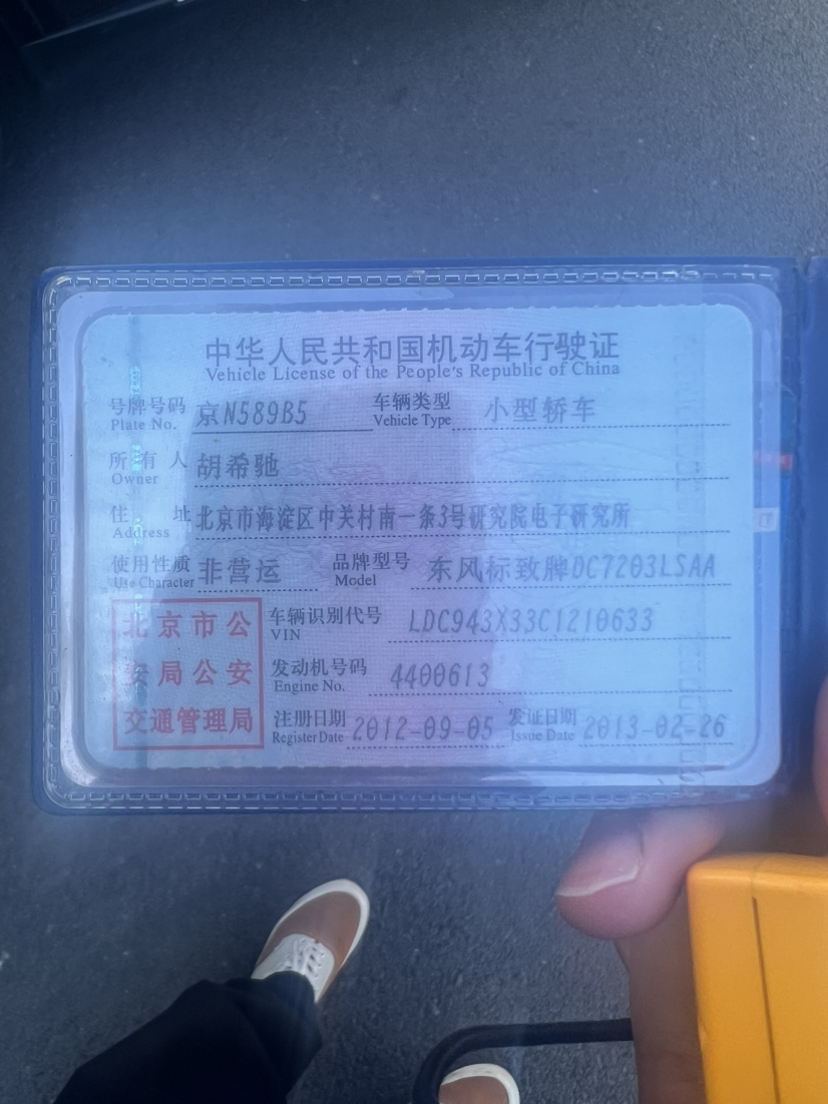 中华人民共和国机动车行驶证
Vehicle License of the People's Republic of China
号牌号码 京N589B5 车辆类型 小型轿车
Plate No. Vehicle Type
所有人 胡希驰
Owner
住址 北京市海淀区中关村南一条3号研究院电子研究所
Address
使用性质 非营运 品牌型号 东风标致牌DC7203LSAA
Use Character Model
北京市公安局公安交通管理局
车辆识别代号 LDC943X33C1210633
VIN
发动机号码 4400613
Engine No.
注册日期 2012-09-05 发证日期 2013-02-26
Register Date Issue Date